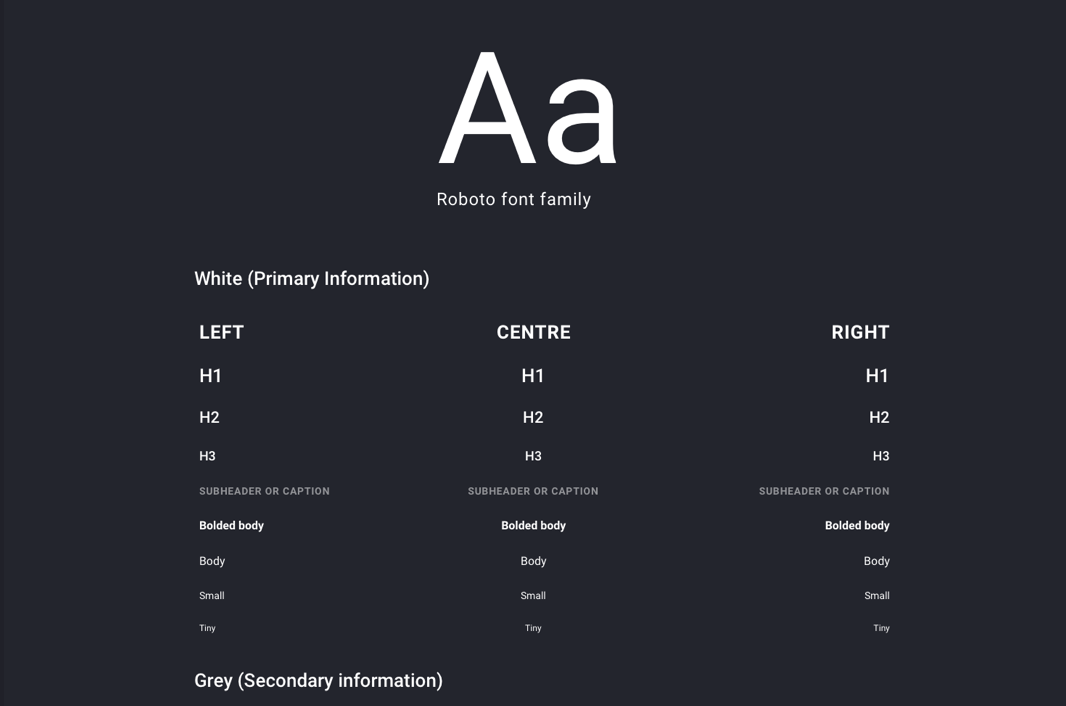 Aa
Roboto font family
White (Primary Information)
LEFT CENTRE RIGHT
H1 H1 H1
H2 H2 H2
H3 H3 H3
SUBHEADER OR CAPTION SUBHEADER OR CAPTION SUBHEADER OR CAPTION
Bolded body Bolded body Bolded body
Body Body Body
Small Small Small
Tiny Tiny Tiny
Grey (Secondary information)